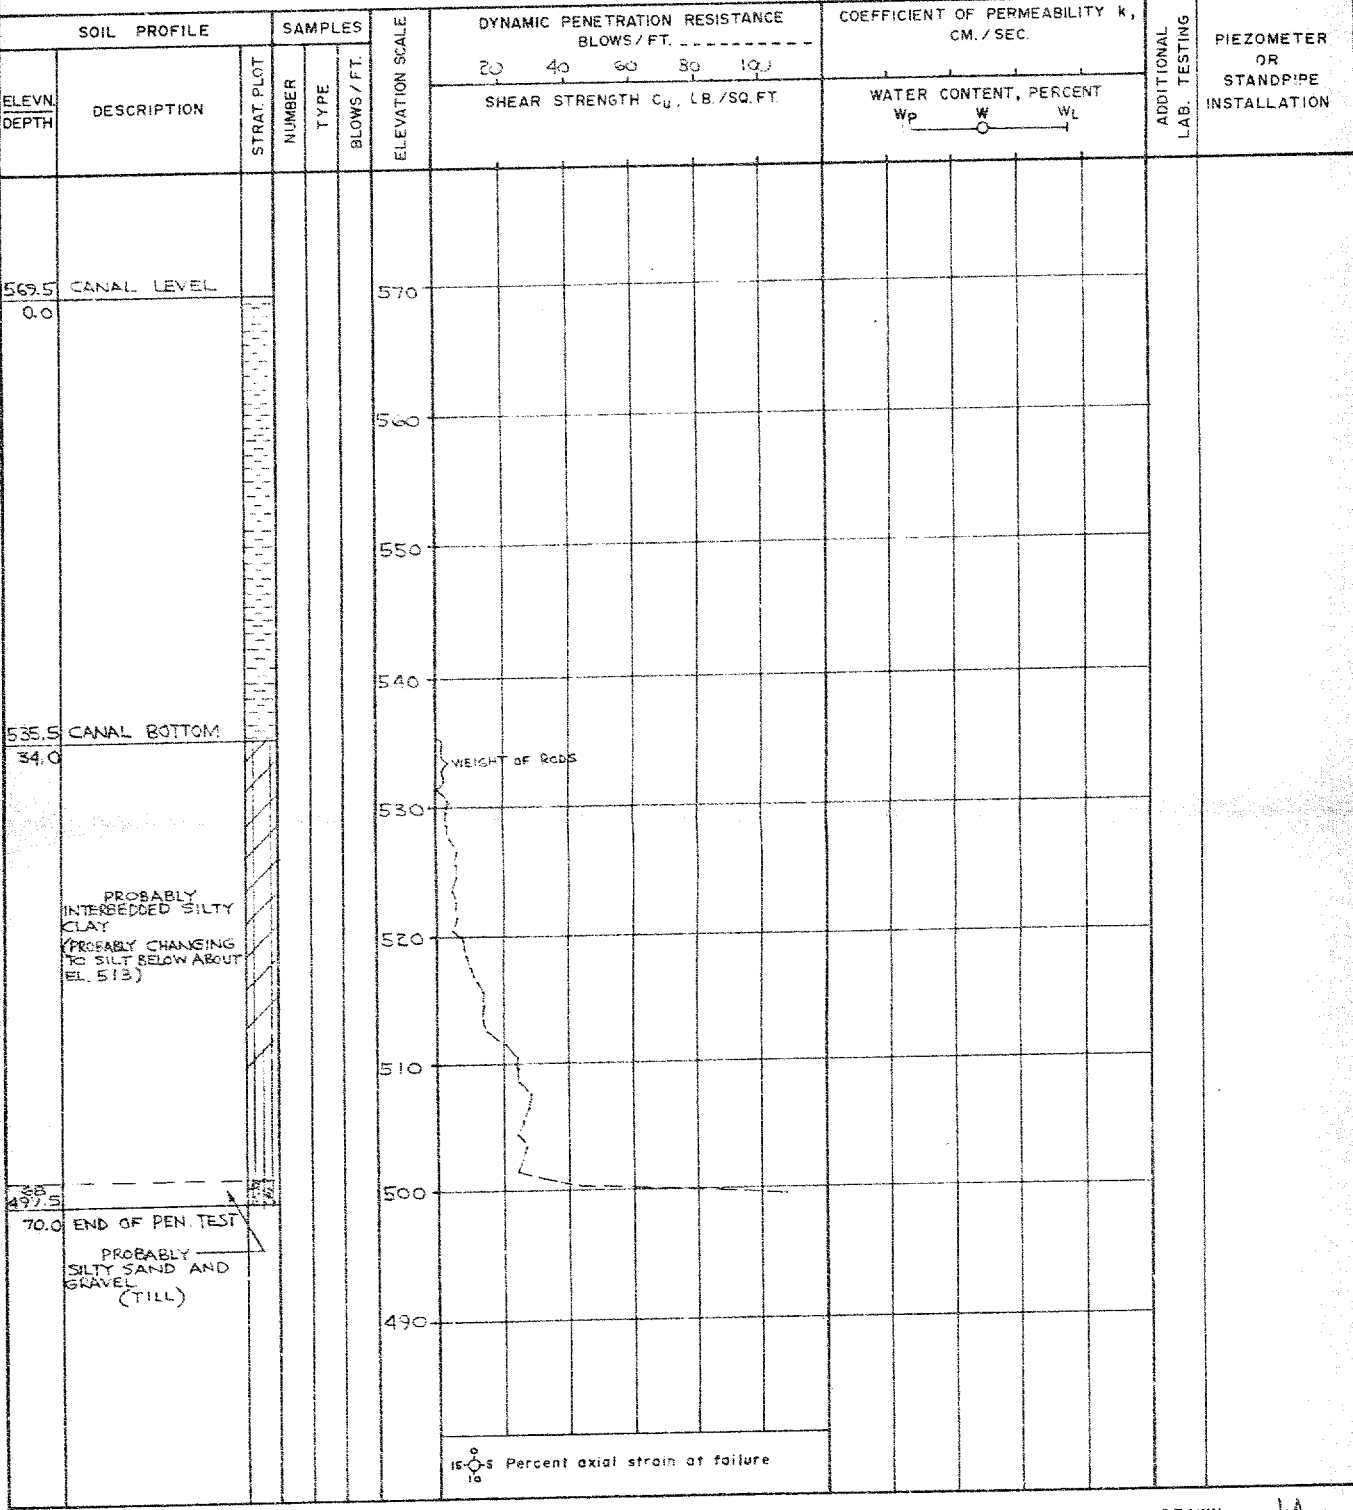 SOIL PROFILE
SAMPLES
ELEVATION SCALE
DYNAMIC PENETRATION RESISTANCE
BLOWS/FT. ------------
20 40 60 80 100
SHEAR STRENGTH Cu, LB./SQ.FT.
COEFFICIENT OF PERMEABILITY k,
CM./SEC.
WATER CONTENT, PERCENT
WP W WL
ADDITIONAL
LAB. TESTING
PIEZOMETER
OR
STANDPIPE
INSTALLATION
ELEVN.
DEPTH
DESCRIPTION
STRAT. PLOT
NUMBER
TYPE
BLOWS/FT.
569.5 CANAL LEVEL
0.0
570
560
550
540
535.5 CANAL BOTTOM
34.0
WEIGHT OF RODS
530
PROBABLY
INTERBEDDED SILTY
CLAY
(PROBABLY CHANGING
TO SILT BELOW ABOUT
EL. 513)
520
510
500
499.5
70.0 END OF PEN. TEST
PROBABLY
SILTY SAND AND
GRAVEL
(TILL)
490
0
15 5 Percent axial strain at failure
10